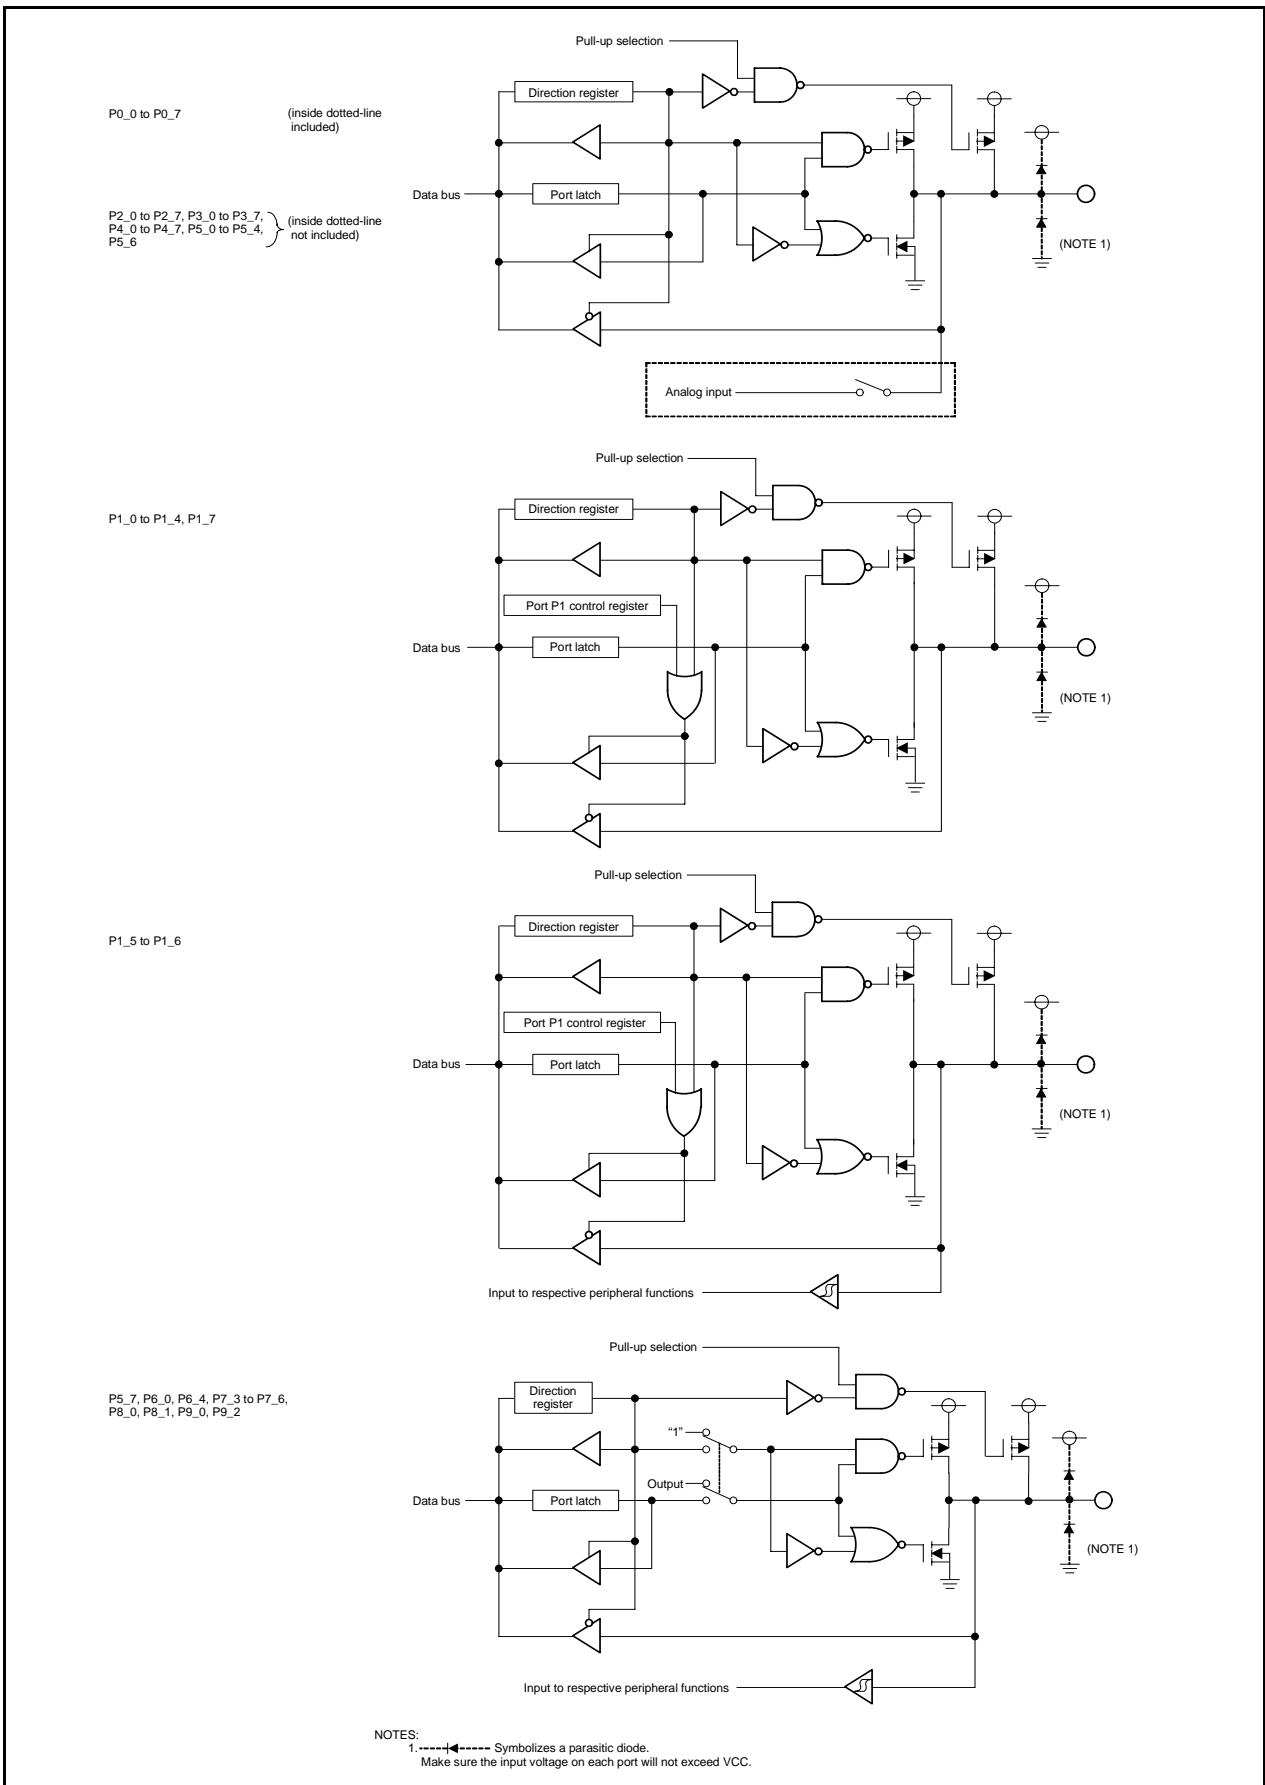 Pull-up selection
Direction register
P0_0 to P0_7
(inside dotted-line
included)
Data bus
Port latch
P2_0 to P2_7, P3_0 to P3_7,
P4_0 to P4_7, P5_0 to P5_4,
P5_6
(inside dotted-line
not included)
(NOTE 1)
Analog input
Pull-up selection
Direction register
P1_0 to P1_4, P1_7
Port P1 control register
Data bus
Port latch
(NOTE 1)
Pull-up selection
Direction register
P1_5 to P1_6
Port P1 control register
Data bus
Port latch
(NOTE 1)
Input to respective peripheral functions
Pull-up selection
Direction
register
P5_7, P6_0, P6_4, P7_3 to P7_6,
P8_0, P8_1, P9_0, P9_2
“1”
Output
Data bus
Port latch
(NOTE 1)
Input to respective peripheral functions
NOTES:
1. Symbolizes a parasitic diode.
Make sure the input voltage on each port will not exceed VCC.